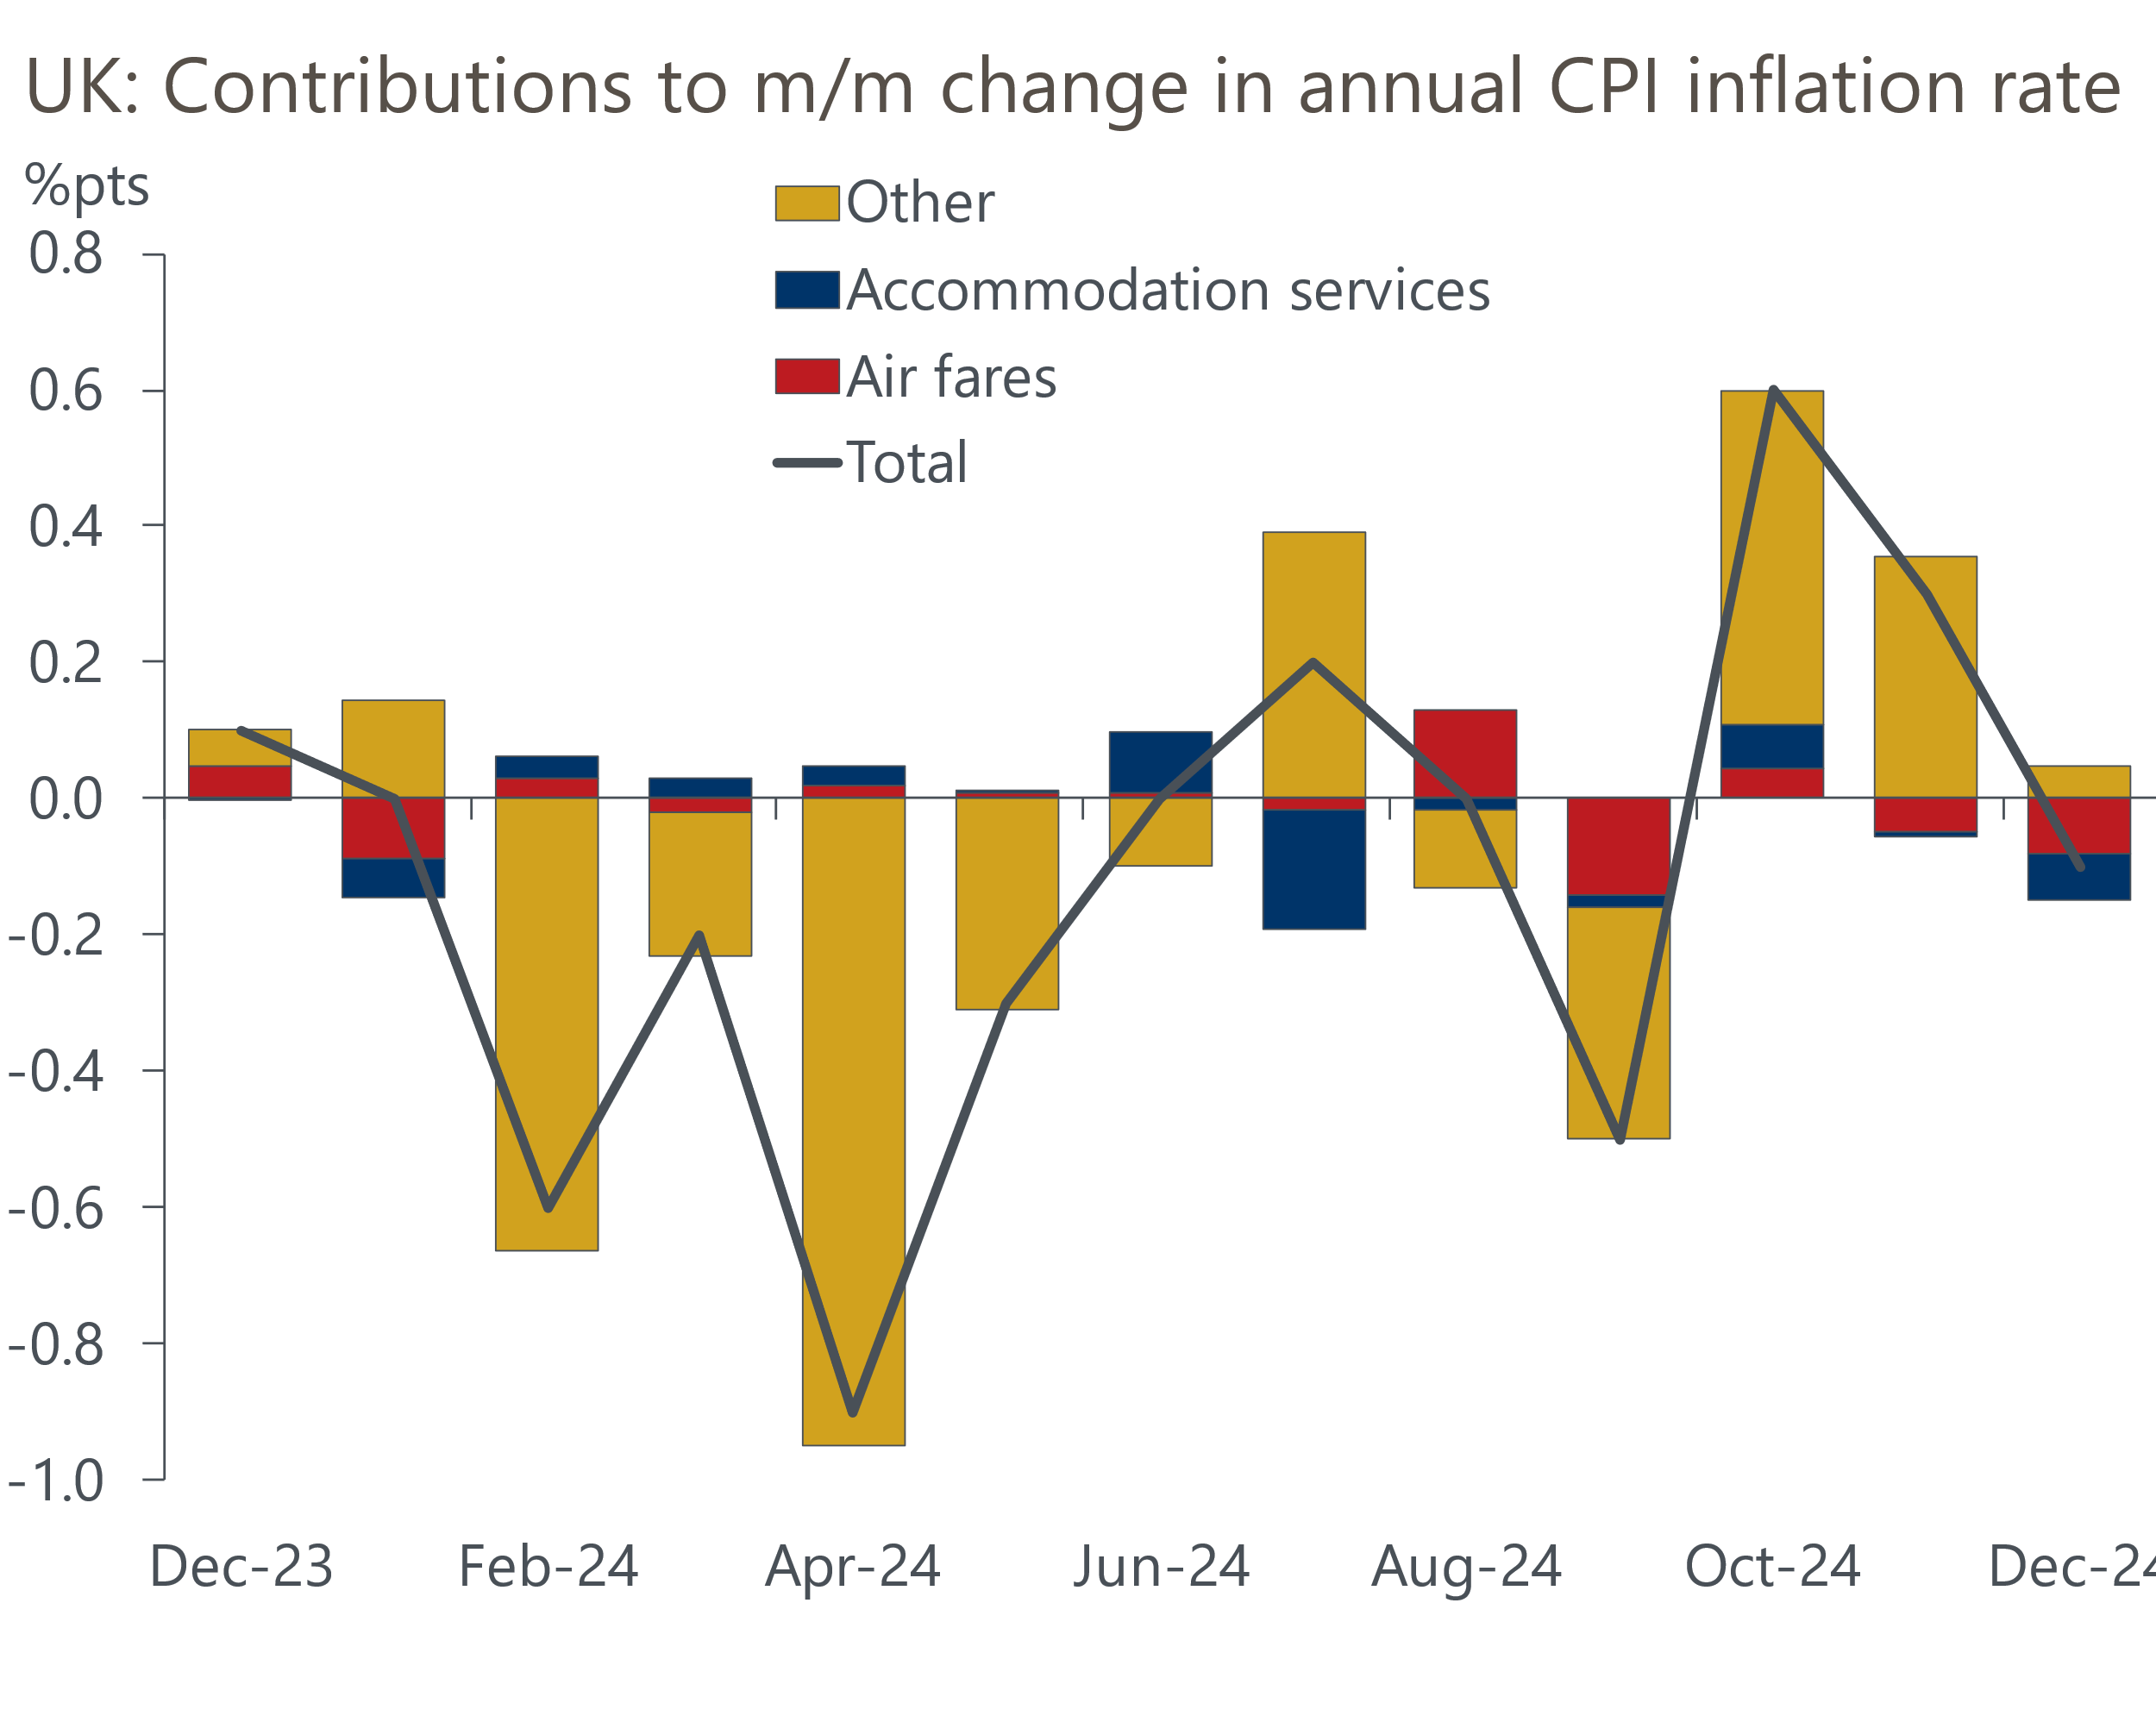 UK: Contributions to m/m change in annual CPI inflation rate
%pts
Other
Accommodation services
Air fares
Total
0.8
0.6
0.4
0.2
0.0
-0.2
-0.4
-0.6
-0.8
-1.0
Dec-23 Feb-24 Apr-24 Jun-24 Aug-24 Oct-24 Dec-24